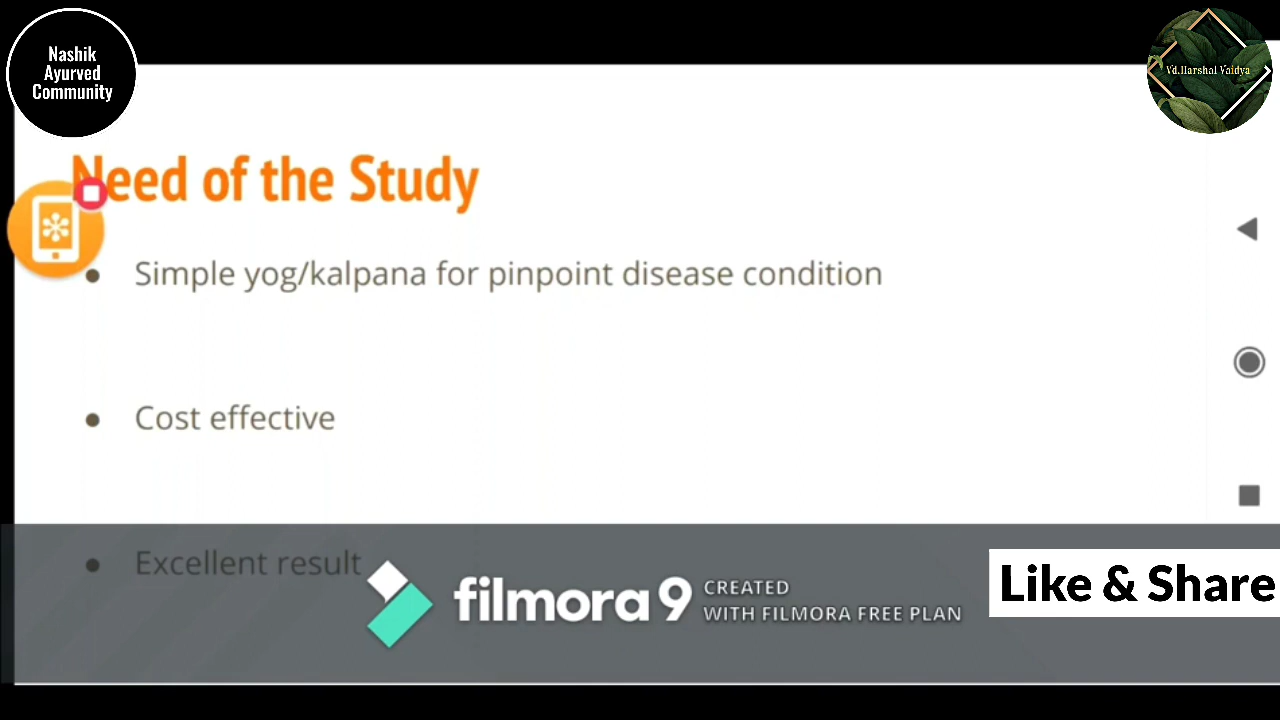 Nashik
Ayurved
Community
Vd.Harshal Vaidya
Need of the Study
Simple yog/kalpana for pinpoint disease condition
Cost effective
Excellent result
filmora 9
CREATED
WITH FILMORA FREE PLAN
Like & Share